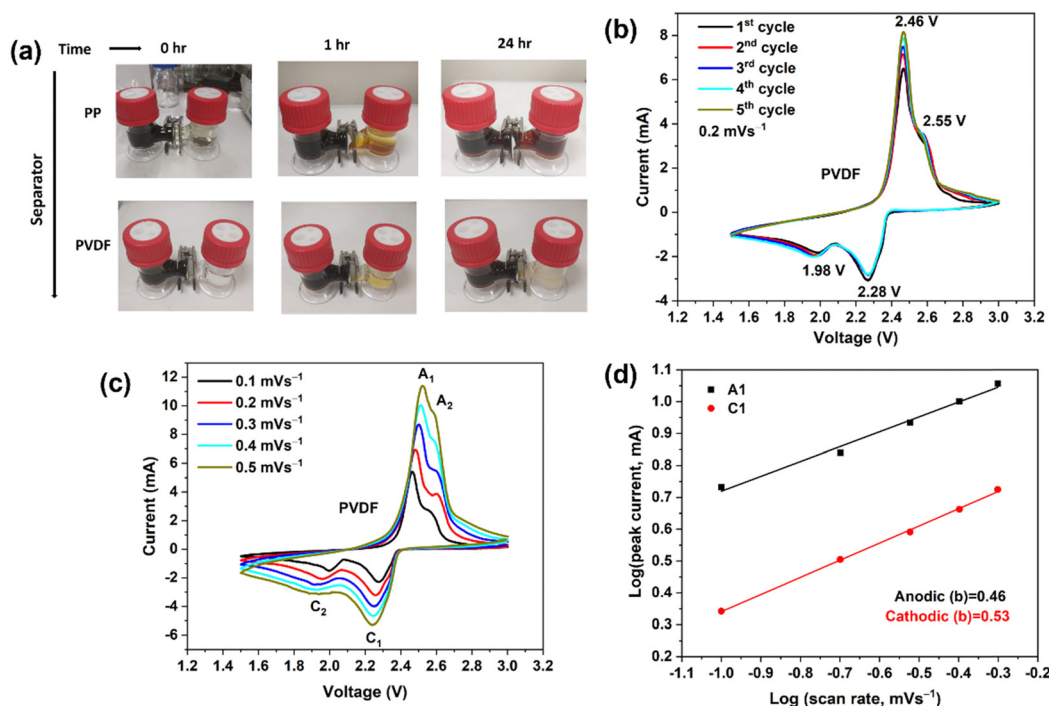 (a)
Time 0 hr 1 hr 24 hr
Separator
PP
PVDF
(b)
1st cycle
2nd cycle
3rd cycle
4th cycle
5th cycle
0.2 mVs⁻¹
PVDF
2.46 V
2.55 V
1.98 V
2.28 V
Current (mA)
8
6
4
2
0
-2
-4
1.2 1.4 1.6 1.8 2.0 2.2 2.4 2.6 2.8 3.0 3.2
Voltage (V)
(c)
0.1 mVs⁻¹
0.2 mVs⁻¹
0.3 mVs⁻¹
0.4 mVs⁻¹
0.5 mVs⁻¹
PVDF
A1
A2
C2
C1
Current (mA)
12
10
8
6
4
2
0
-2
-4
-6
1.2 1.4 1.6 1.8 2.0 2.2 2.4 2.6 2.8 3.0 3.2
Voltage (V)
(d)
A1
C1
Anodic (b)=0.46
Cathodic (b)=0.53
Log(peak current, mA)
1.1
1.0
0.9
0.8
0.7
0.6
0.5
0.4
0.3
0.2
-1.1 -1.0 -0.9 -0.8 -0.7 -0.6 -0.5 -0.4 -0.3 -0.2
Log (scan rate, mVs⁻¹)